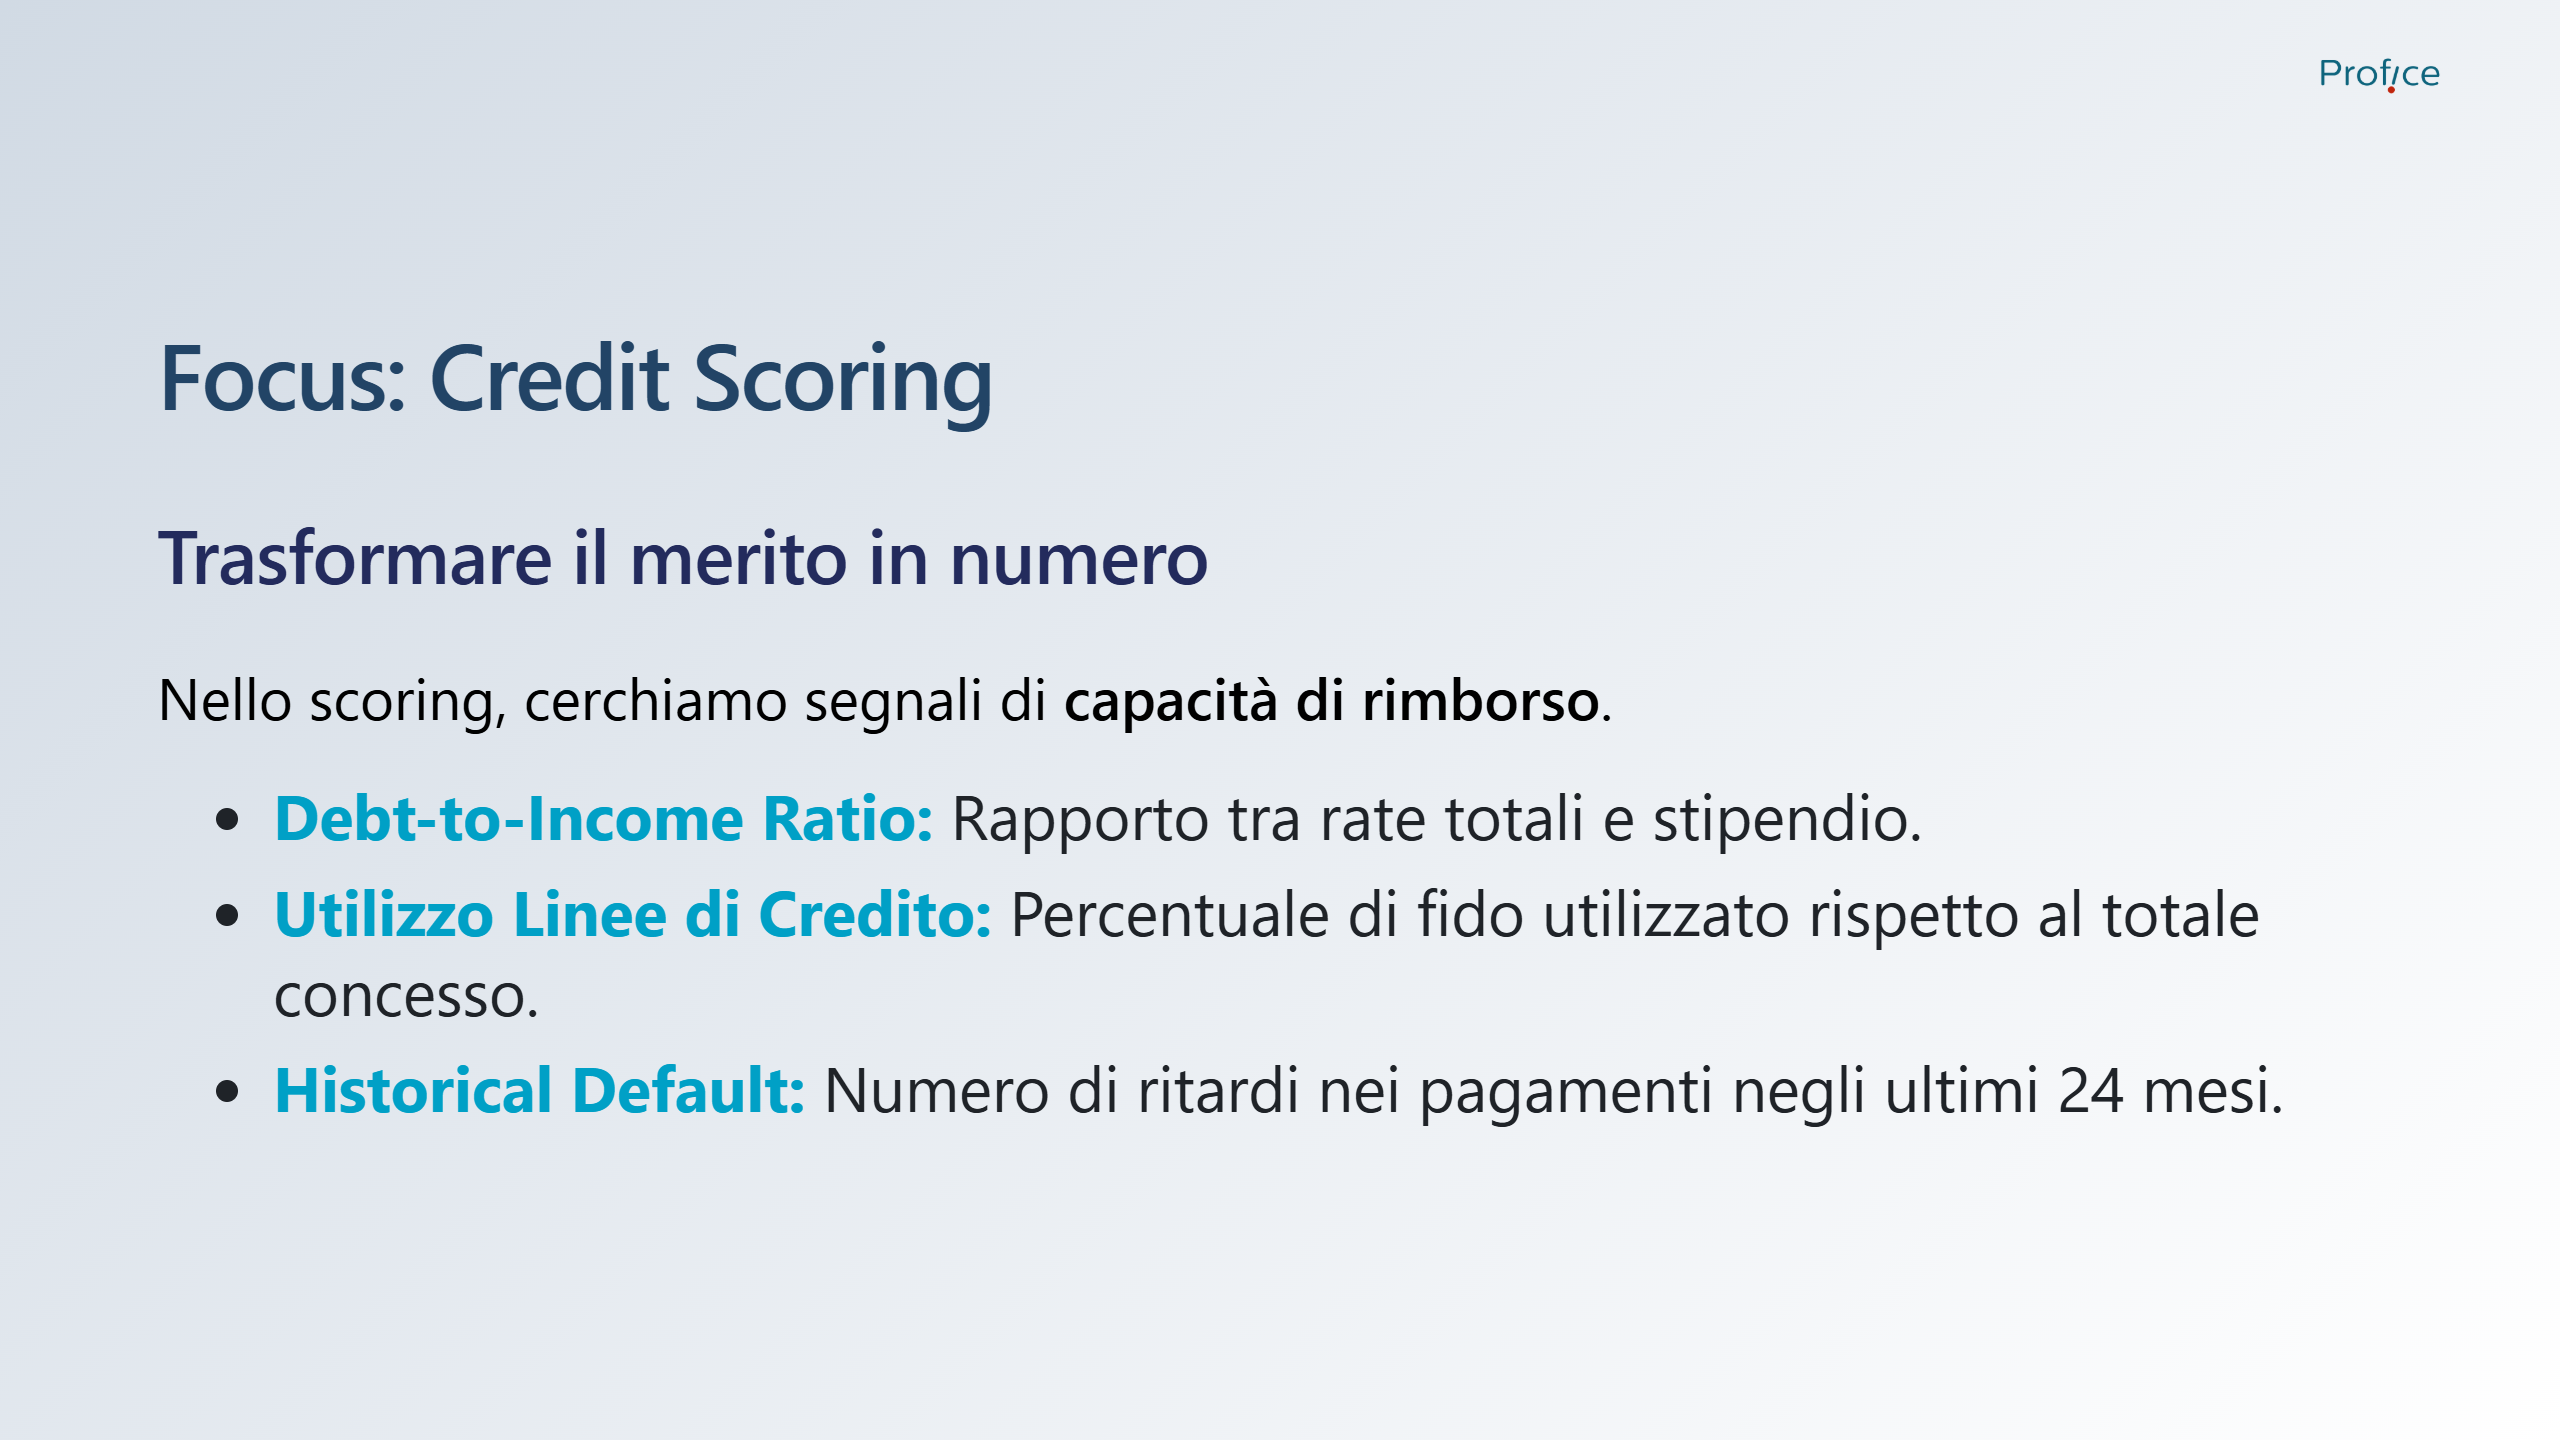 Profice
Focus: Credit Scoring
Trasformare il merito in numero
Nello scoring, cerchiamo segnali di capacità di rimborso.
• Debt-to-Income Ratio: Rapporto tra rate totali e stipendio.
• Utilizzo Linee di Credito: Percentuale di fido utilizzato rispetto al totale
concesso.
• Historical Default: Numero di ritardi nei pagamenti negli ultimi 24 mesi.